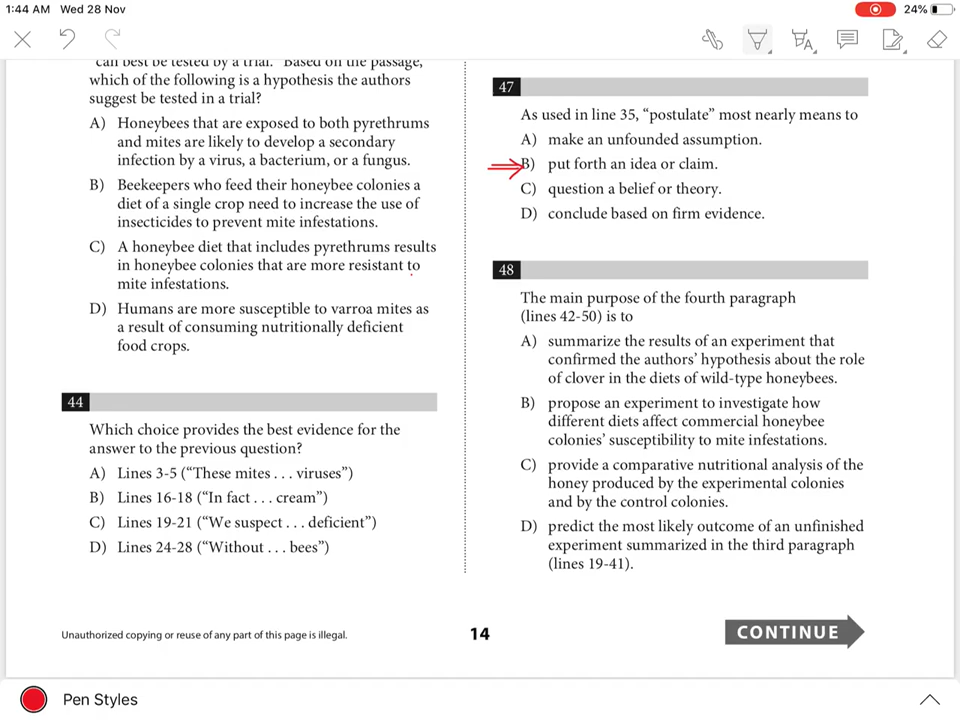 1:44 AM Wed 28 Nov
24%
"can best be tested by a trial." Based on the passage,
which of the following is a hypothesis the authors
suggest be tested in a trial?
A) Honeybees that are exposed to both pyrethrums
and mites are likely to develop a secondary
infection by a virus, a bacterium, or a fungus.
B) Beekeepers who feed their honeybee colonies a
diet of a single crop need to increase the use of
insecticides to prevent mite infestations.
C) A honeybee diet that includes pyrethrums results
in honeybee colonies that are more resistant to
mite infestations.
D) Humans are more susceptible to varroa mites as
a result of consuming nutritionally deficient
food crops.
44
Which choice provides the best evidence for the
answer to the previous question?
A) Lines 3-5 (“These mites . . . viruses”)
B) Lines 16-18 (“In fact . . . cream”)
C) Lines 19-21 (“We suspect . . . deficient”)
D) Lines 24-28 (“Without . . . bees”)
47
As used in line 35, “postulate” most nearly means to
A) make an unfounded assumption.
B) put forth an idea or claim.
C) question a belief or theory.
D) conclude based on firm evidence.
48
The main purpose of the fourth paragraph
(lines 42-50) is to
A) summarize the results of an experiment that
confirmed the authors’ hypothesis about the role
of clover in the diets of wild-type honeybees.
B) propose an experiment to investigate how
different diets affect commercial honeybee
colonies’ susceptibility to mite infestations.
C) provide a comparative nutritional analysis of the
honey produced by the experimental colonies
and by the control colonies.
D) predict the most likely outcome of an unfinished
experiment summarized in the third paragraph
(lines 19-41).
Unauthorized copying or reuse of any part of this page is illegal.
14
CONTINUE
Pen Styles